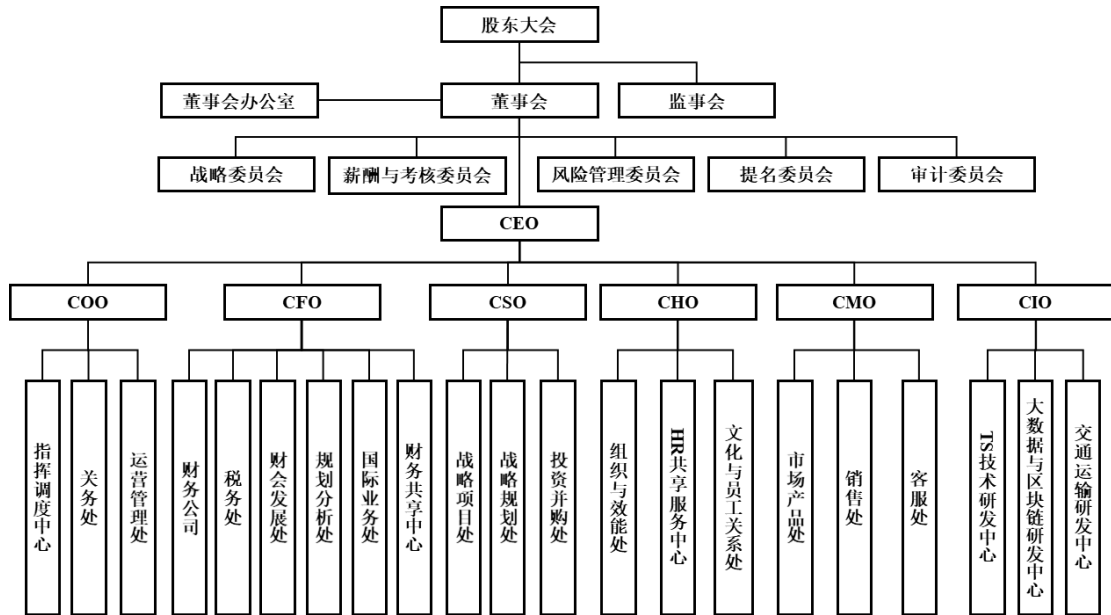 股东大会
董事会办公室
董事会
监事会
战略委员会
薪酬与考核委员会
风险管理委员会
提名委员会
审计委员会
CEO
COO
CFO
CSO
CHO
CMO
CIO
指挥调度中心
关务处
运营管理处
财务公司
税务处
财会发展处
规划分析处
国际业务处
财务共享中心
战略项目处
战略规划处
投资并购处
组织与效能处
HR共享服务中心
文化与员工关系处
市场产品处
销售处
客服处
TS技术研发中心
大数据与区块链研发中心
交通运输研发中心